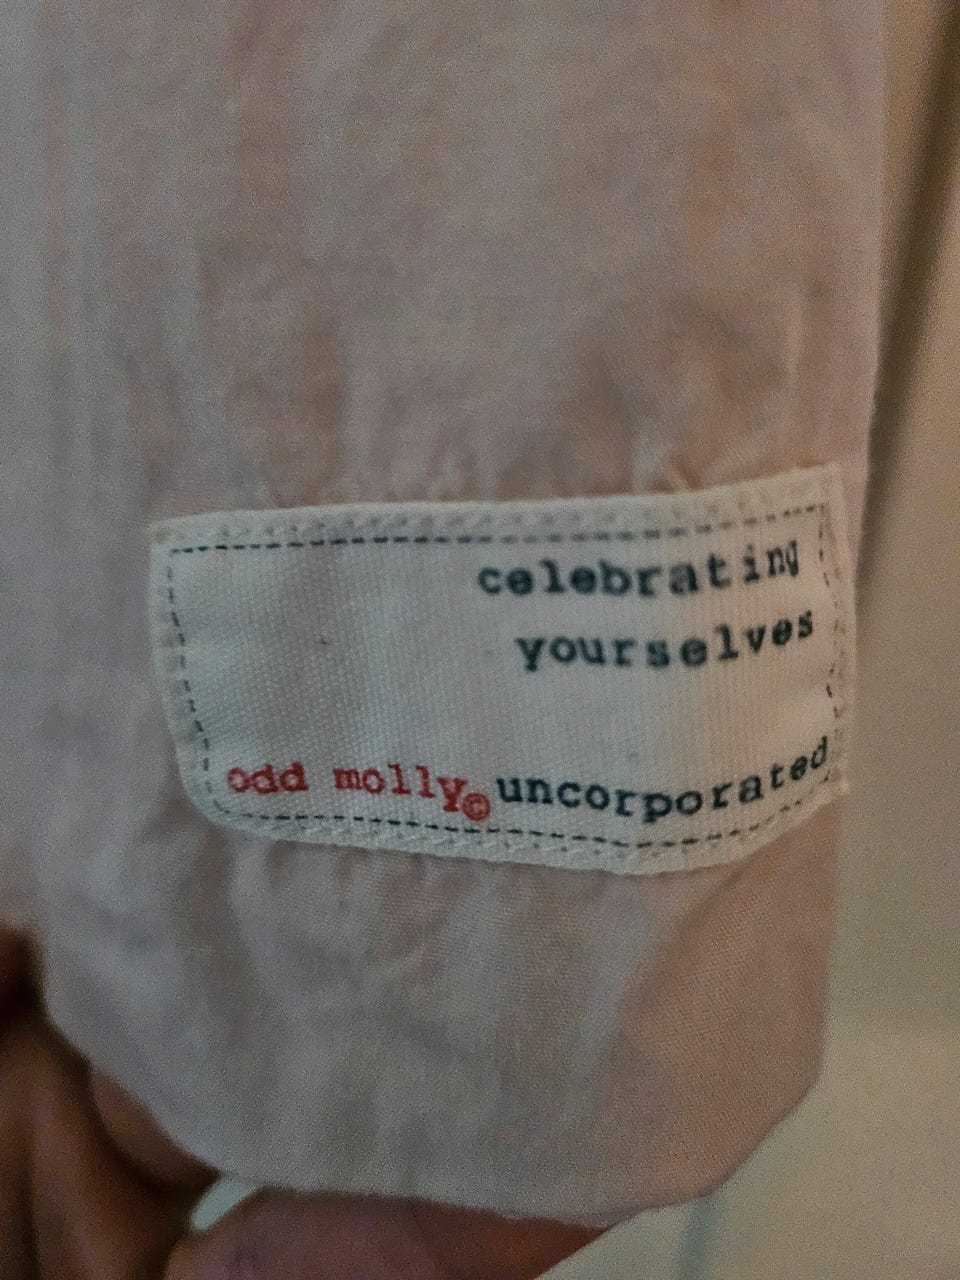 celebrating
yourselves
odd molly© uncorporated